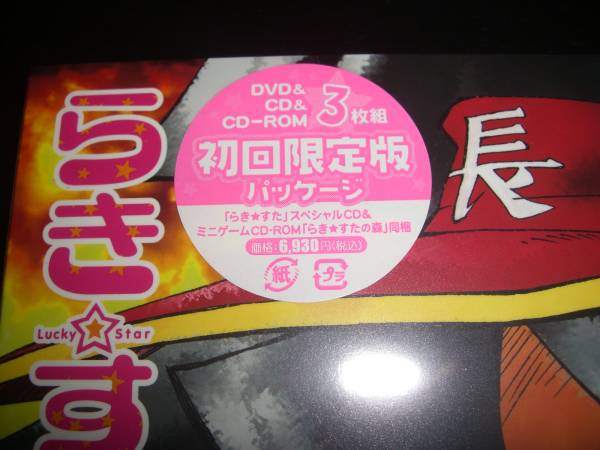 らき☆す
Lucky Star
DVD&
CD&
CD-ROM
3枚組
初回限定版
パッケージ
「らき★すた」スペシャルCD&
ミニゲームCD-ROM「らき★すたの森」同梱
価格:6,930円(税込)
紙
プラ
長